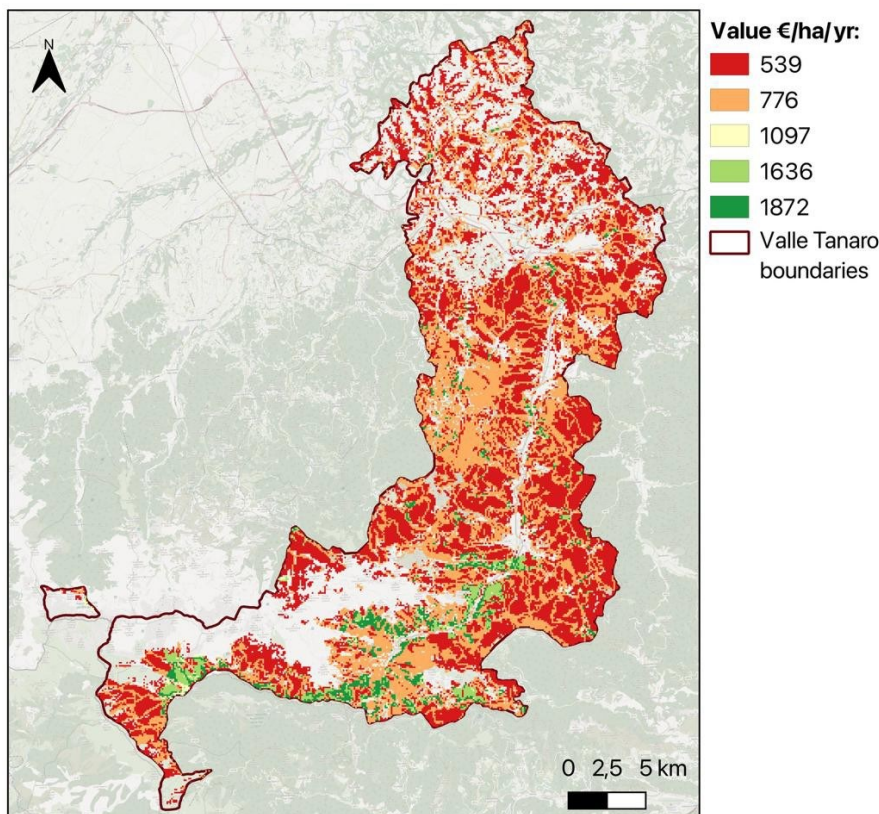 N
Value €/ha/yr:
539
776
1097
1636
1872
Valle Tanaro
boundaries
0 2,5 5 km